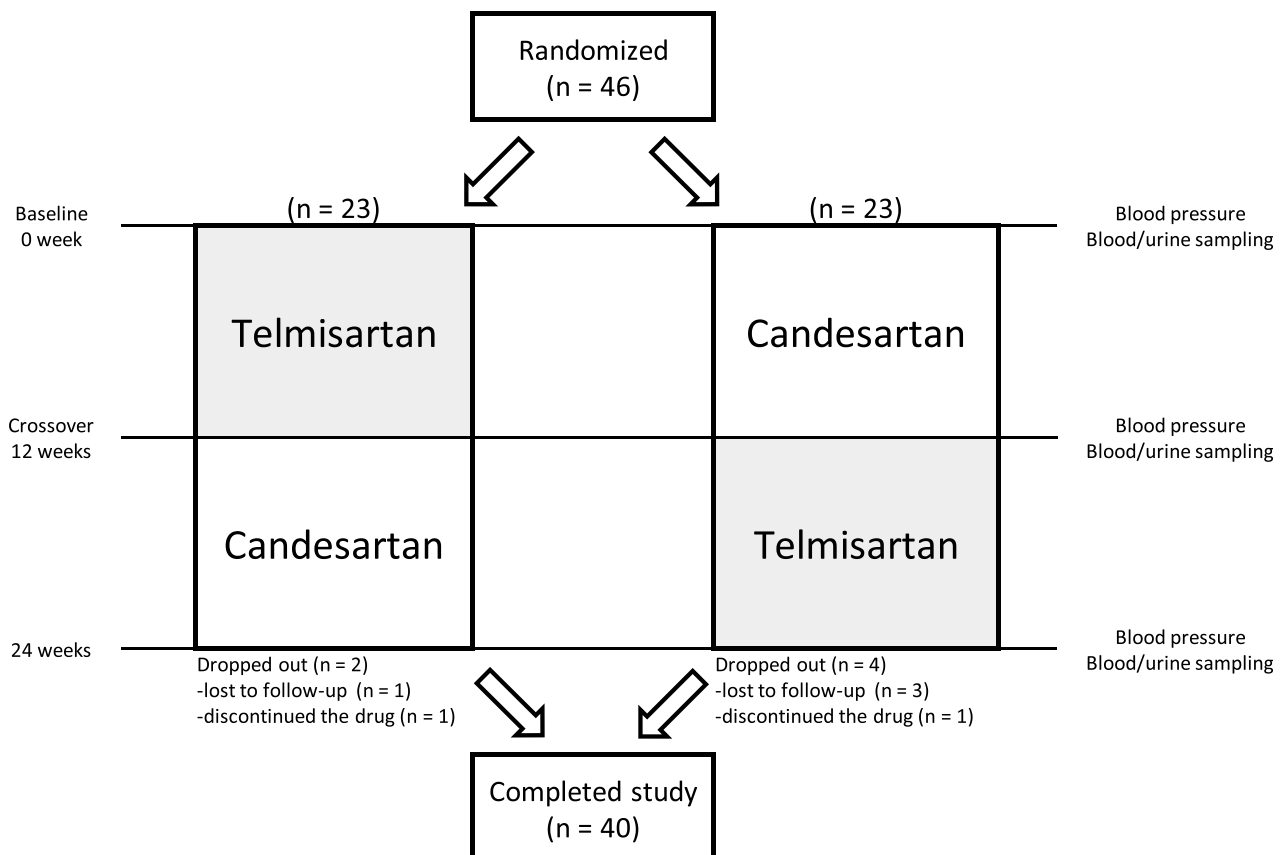 Randomized
(n = 46)
(n = 23)
(n = 23)
Baseline
0 week
Blood pressure
Blood/urine sampling
Telmisartan
Candesartan
Crossover
12 weeks
Blood pressure
Blood/urine sampling
Candesartan
Telmisartan
24 weeks
Blood pressure
Blood/urine sampling
Dropped out (n = 2)
-lost to follow-up (n = 1)
-discontinued the drug (n = 1)
Dropped out (n = 4)
-lost to follow-up (n = 3)
-discontinued the drug (n = 1)
Completed study
(n = 40)